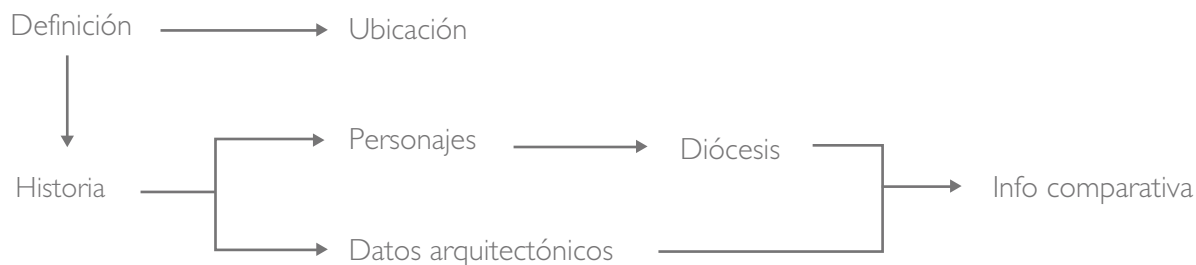 Definición
Ubicación
Personajes
Diócesis
Historia
Info comparativa
Datos arquitectónicos